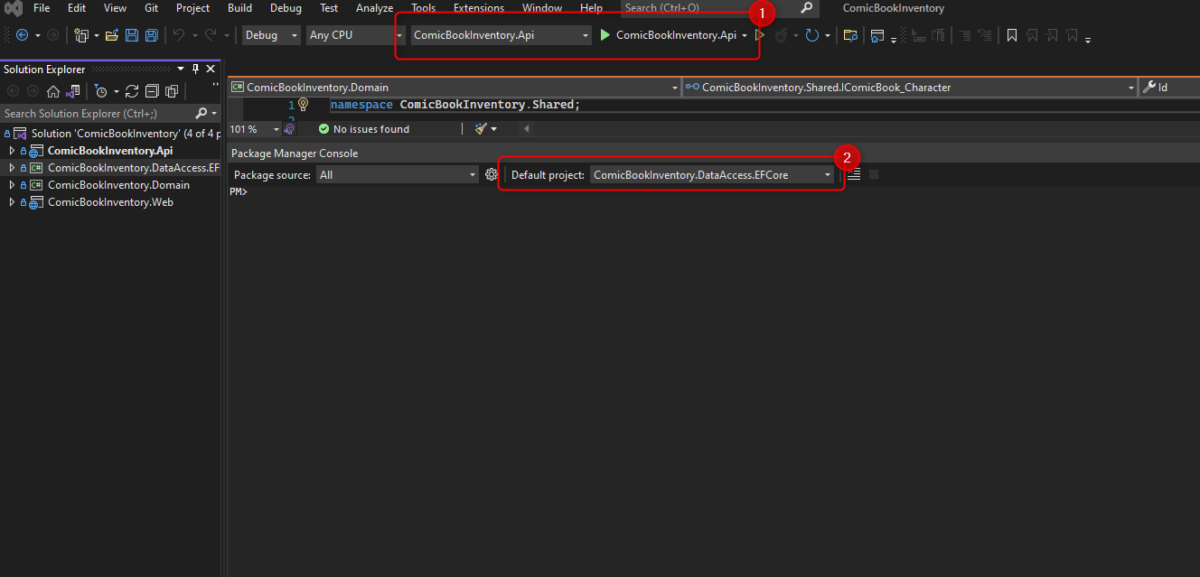 File Edit View Git Project Build Debug Test Analyze Tools Extensions Window Help Search (Ctrl+Q) ComicBookInventory
1
Debug Any CPU ComicBookInventory.Api ComicBookInventory.Api
Solution Explorer
ComicBookInventory.Domain ComicBookInventory.Shared.IComicBook_Character Id
1 namespace ComicBookInventory.Shared;
2
Search Solution Explorer (Ctrl+;)
101 % No issues found
Solution 'ComicBookInventory' (4 of 4 p
ComicBookInventory.Api
ComicBookInventory.DataAccess.EF
ComicBookInventory.Domain
ComicBookInventory.Web
Package Manager Console
2
Package source: All Default project: ComicBookInventory.DataAccess.EFCore
PM>